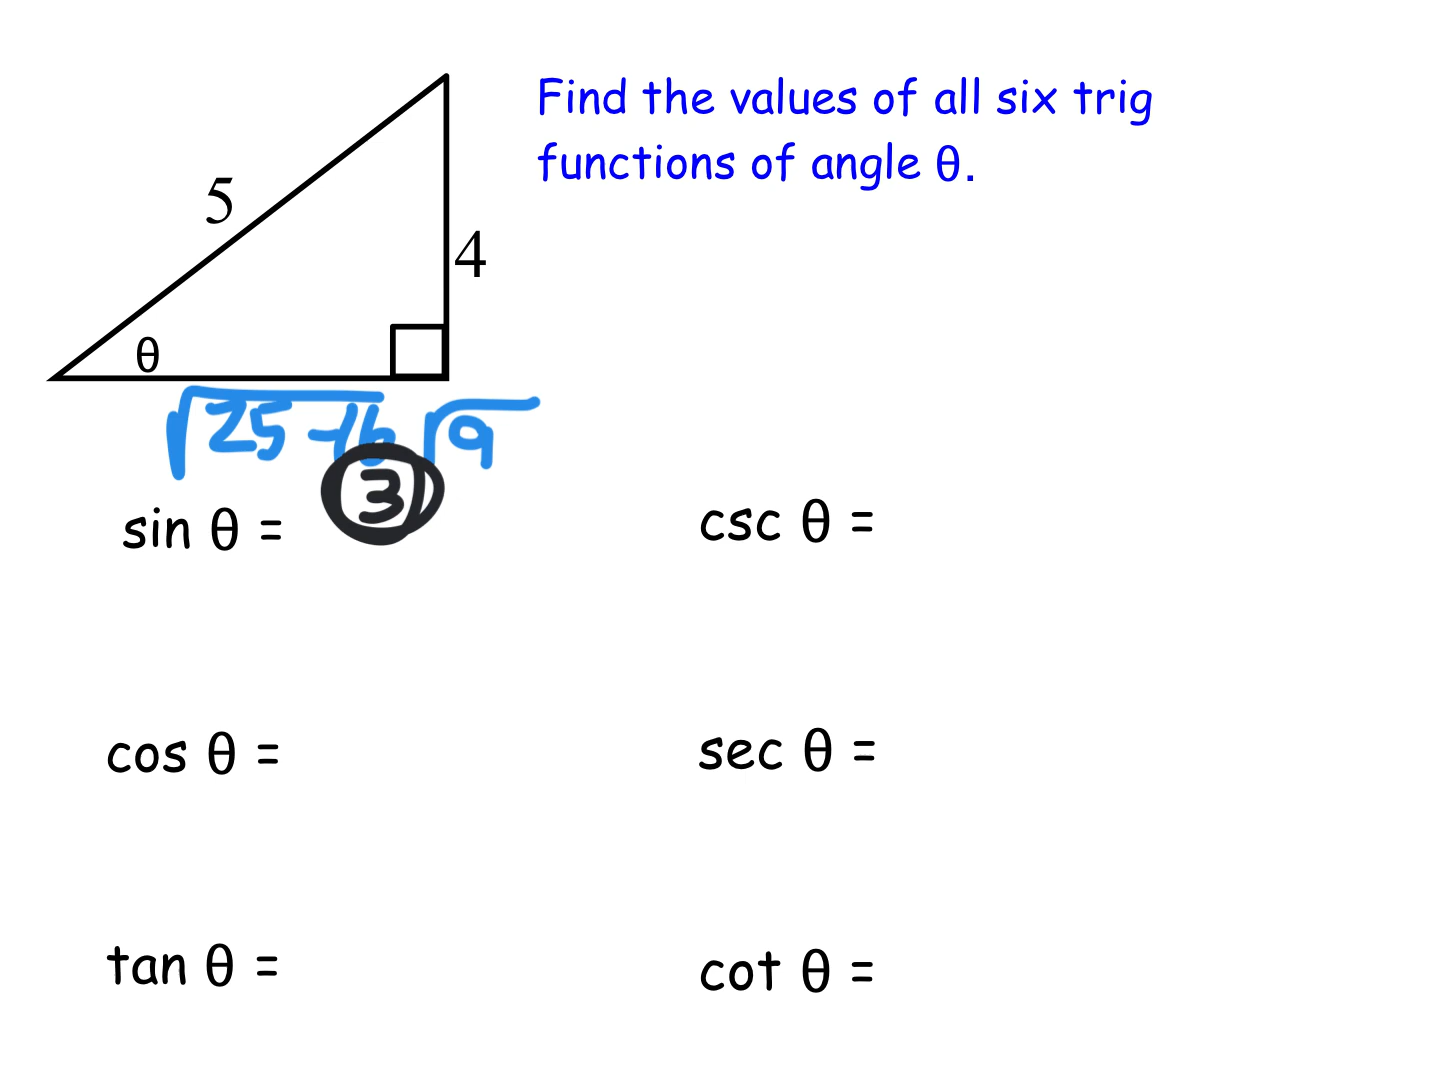 Find the values of all six trig
functions of angle θ.
5
4
θ
√25-16 √9
3
sin θ =
csc θ =
cos θ =
sec θ =
tan θ =
cot θ =